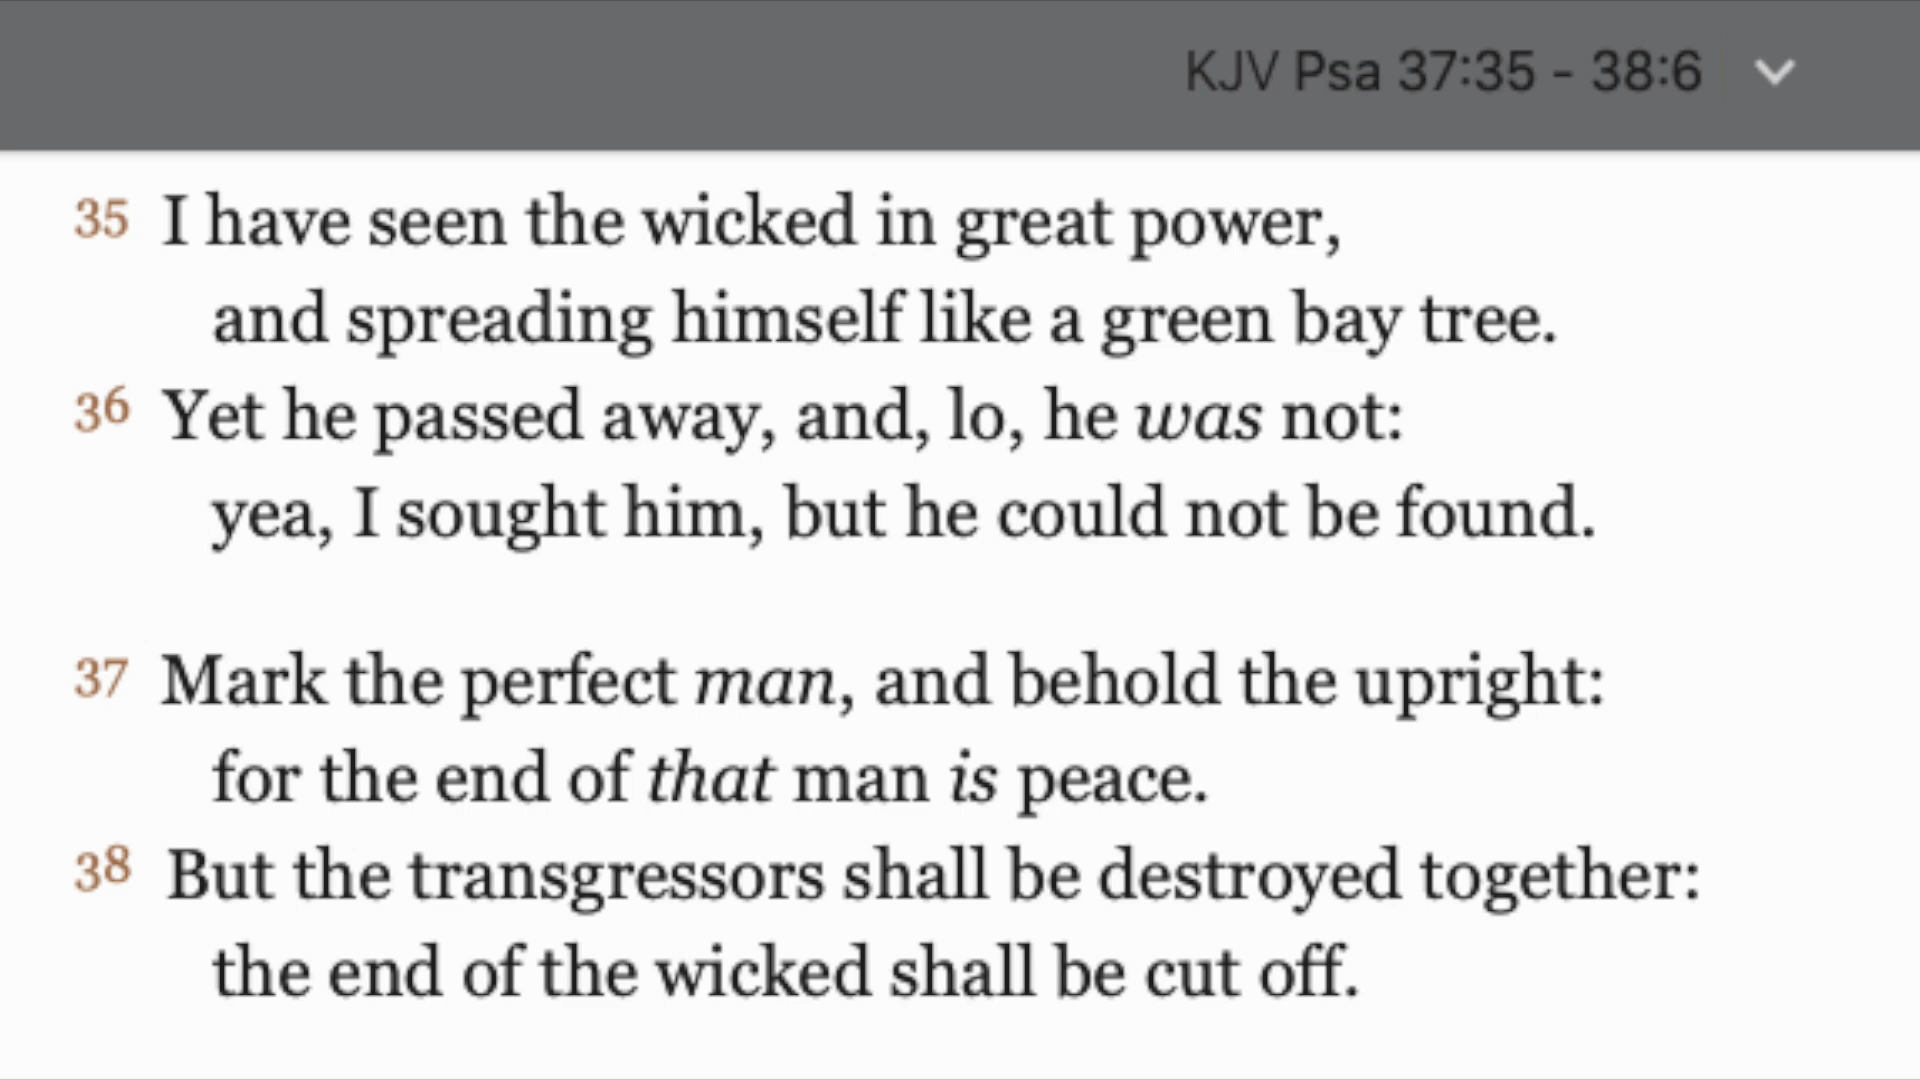 KJV Psa 37:35 - 38:6
35 I have seen the wicked in great power,
and spreading himself like a green bay tree.
36 Yet he passed away, and, lo, he was not:
yea, I sought him, but he could not be found.
37 Mark the perfect man, and behold the upright:
for the end of that man is peace.
38 But the transgressors shall be destroyed together:
the end of the wicked shall be cut off.